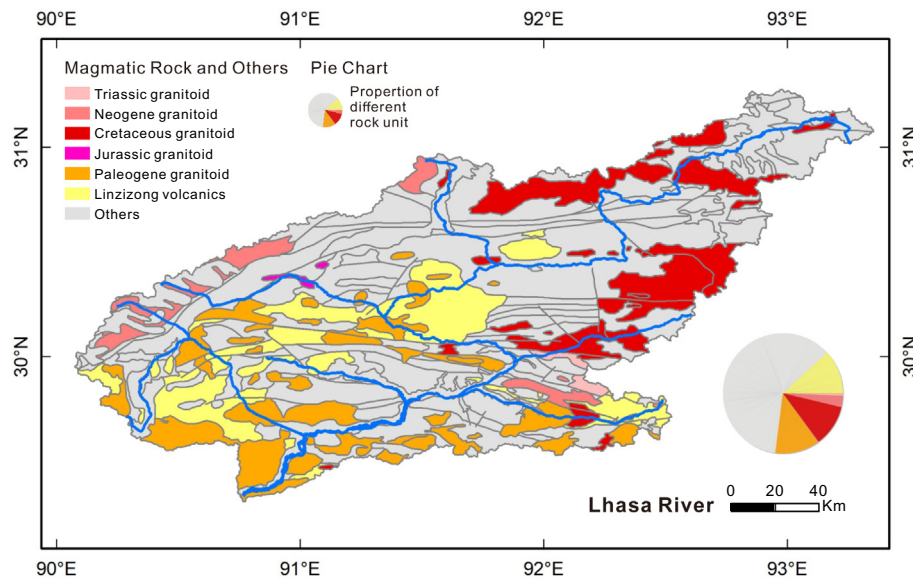 90°E 91°E 92°E 93°E
Magmatic Rock and Others
Triassic granitoid
Neogene granitoid
Cretaceous granitoid
Jurassic granitoid
Paleogene granitoid
Linzizong volcanics
Others
Pie Chart
Proportion of
different
rock unit
31°N
31°N
30°N
30°N
Lhasa River
0 20 40
Km
90°E 91°E 92°E 93°E